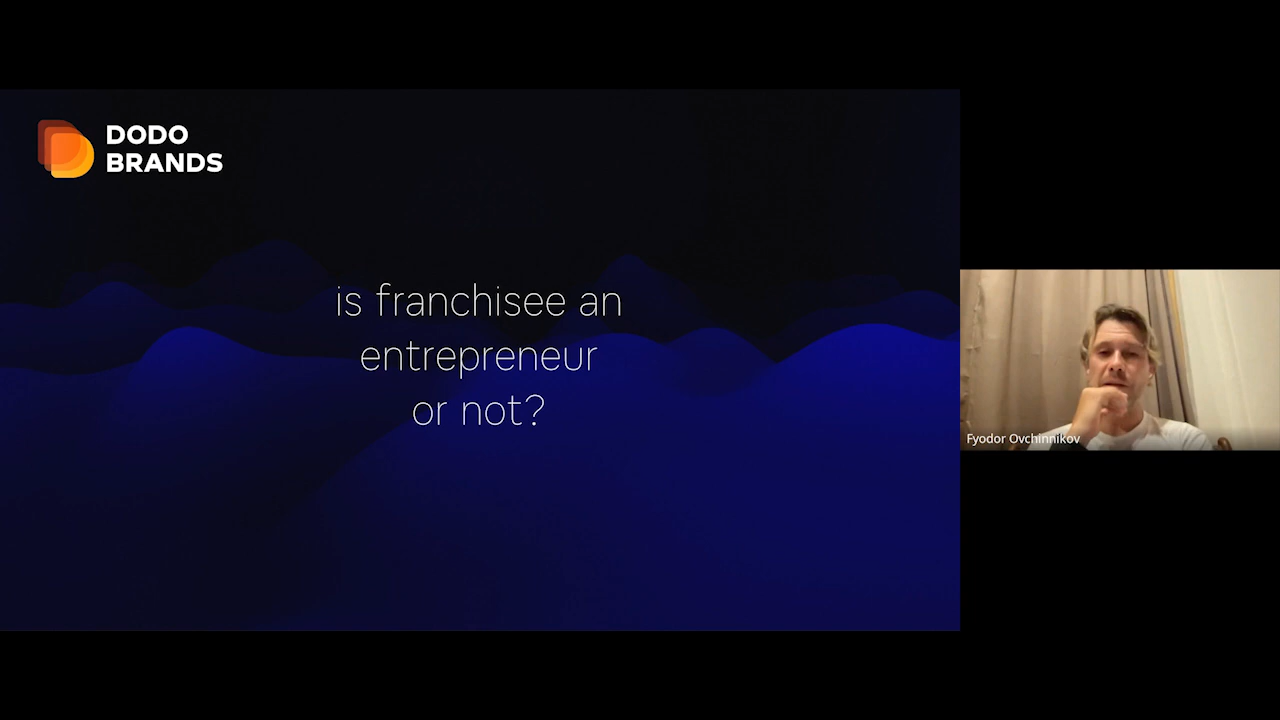 DODO
BRANDS
is franchisee an
entrepreneur
or not?
Fyodor Ovchinnikov